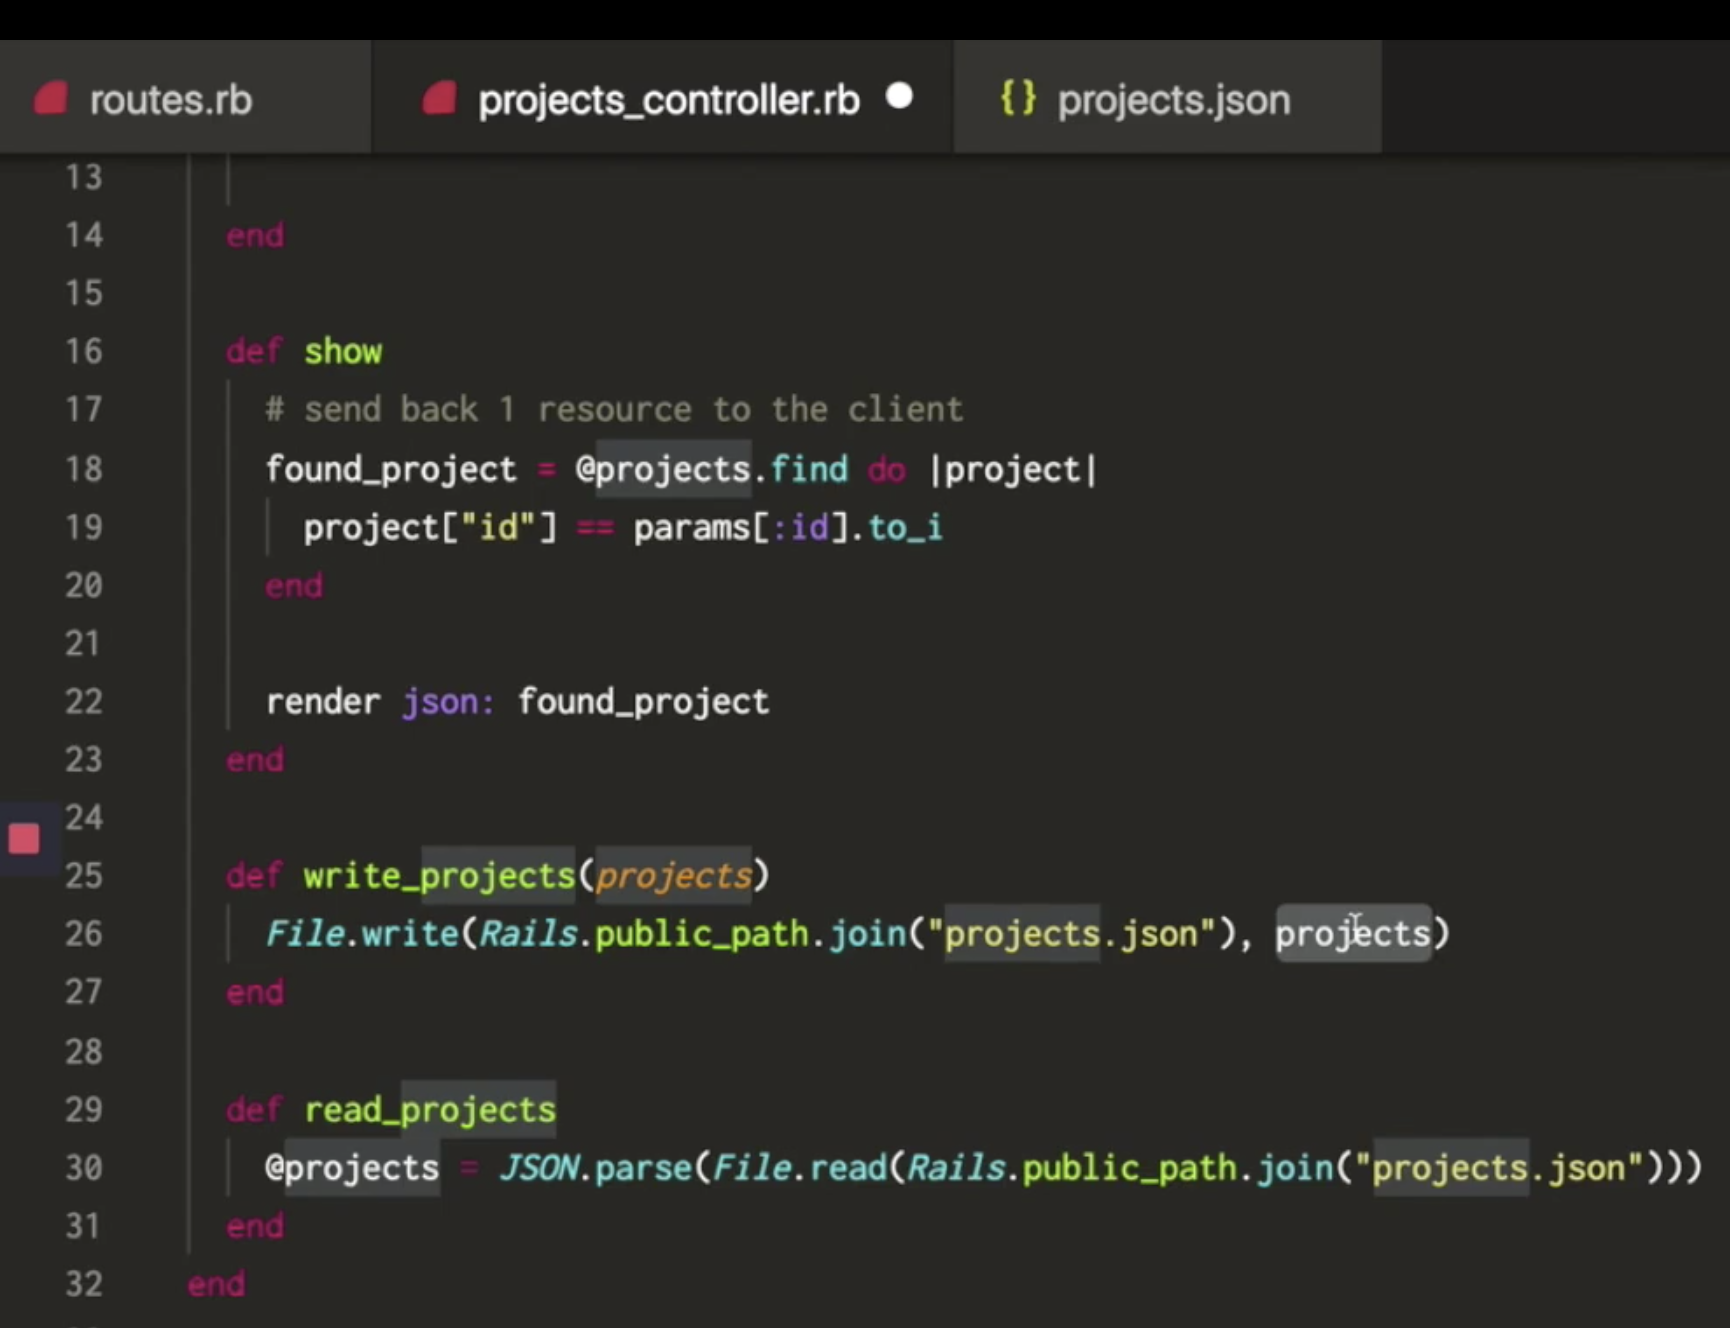 routes.rb
projects_controller.rb
{} projects.json
13
14 end
15
16 def show
17 # send back 1 resource to the client
18 found_project = @projects.find do |project|
19 project["id"] == params[:id].to_i
20 end
21
22 render json: found_project
23 end
24
25 def write_projects(projects)
26 File.write(Rails.public_path.join("projects.json"), projects)
27 end
28
29 def read_projects
30 @projects = JSON.parse(File.read(Rails.public_path.join("projects.json")))
31 end
32 end